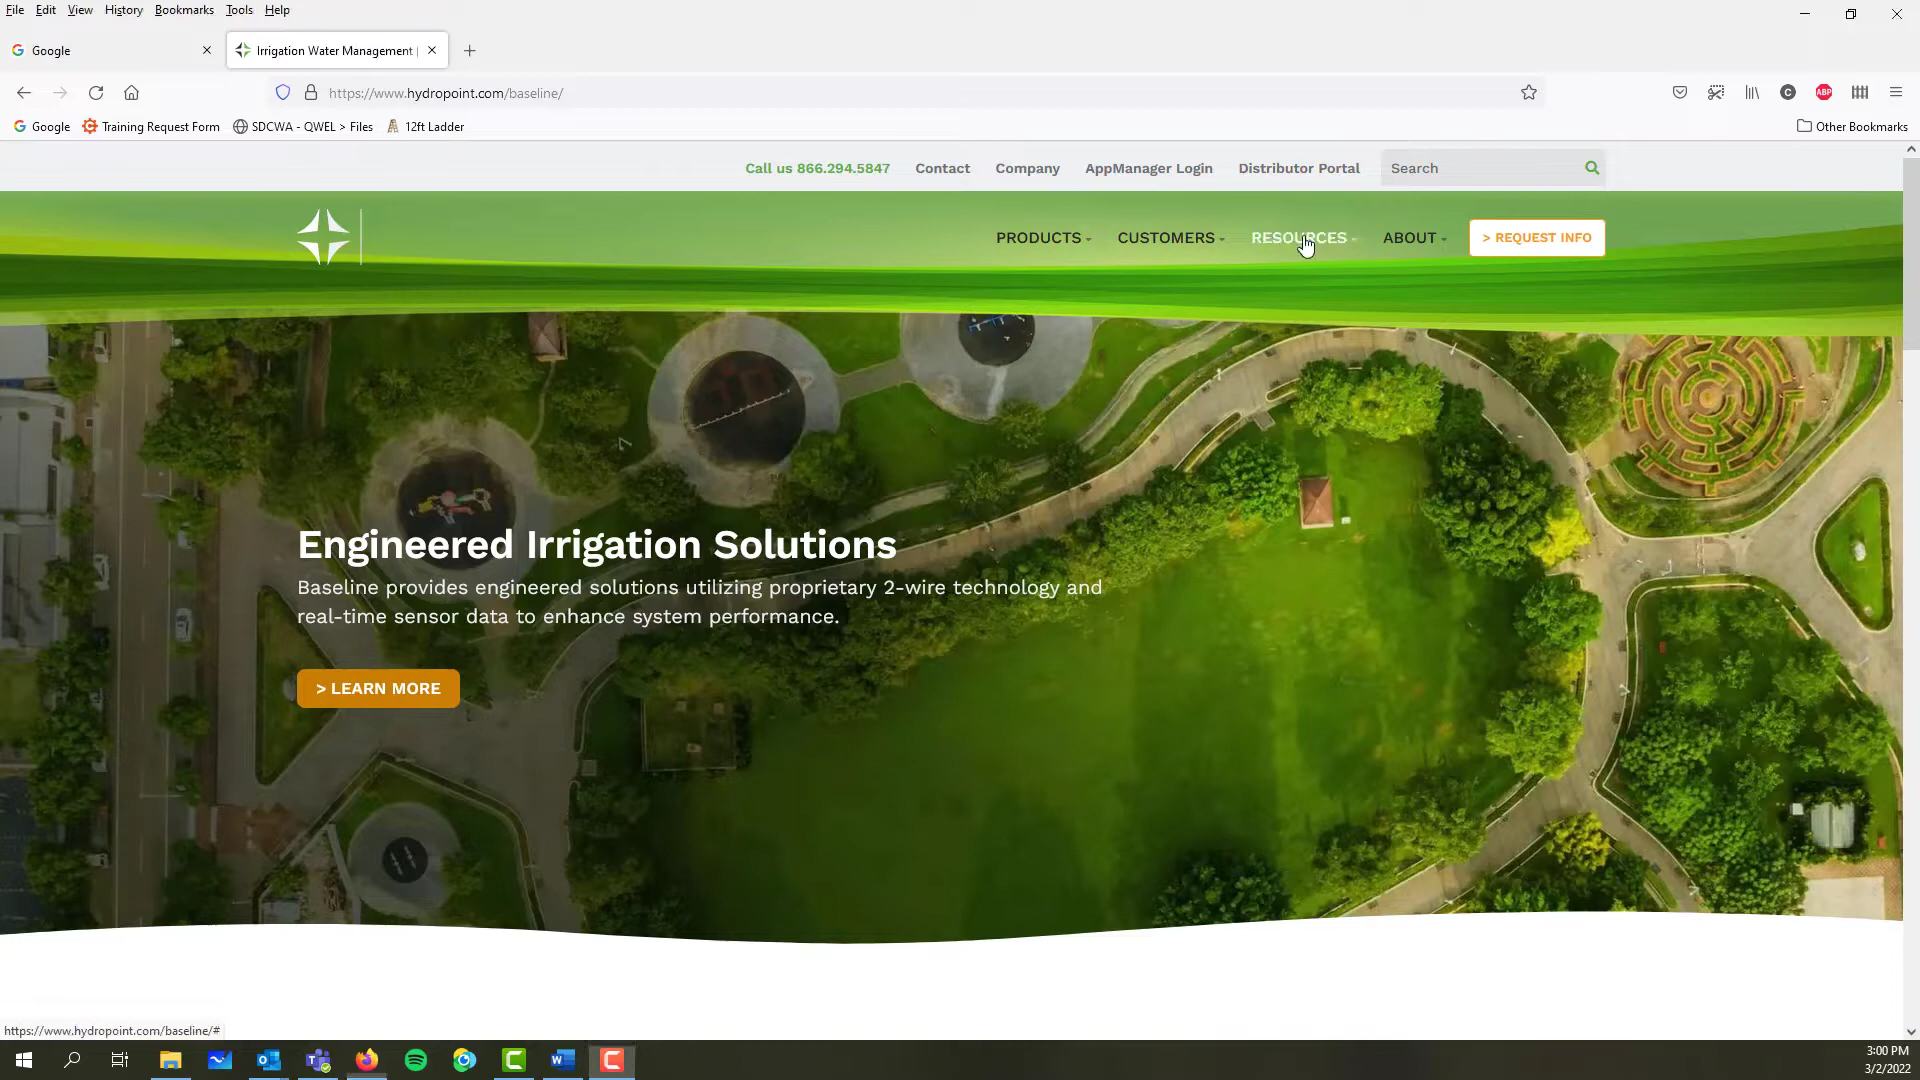 File Edit View History Bookmarks Tools Help
Google
Irrigation Water Management |
https://www.hydropoint.com/baseline/
ABP
Google Training Request Form SDCWA - QWEL > Files 12ft Ladder Other Bookmarks
Call us 866.294.5847 Contact Company AppManager Login Distributor Portal Search
PRODUCTS CUSTOMERS RESOURCES ABOUT > REQUEST INFO
Engineered Irrigation Solutions
Baseline provides engineered solutions utilizing proprietary 2-wire technology and
real-time sensor data to enhance system performance.
> LEARN MORE
https://www.hydropoint.com/baseline/#
3:00 PM
3/2/2022